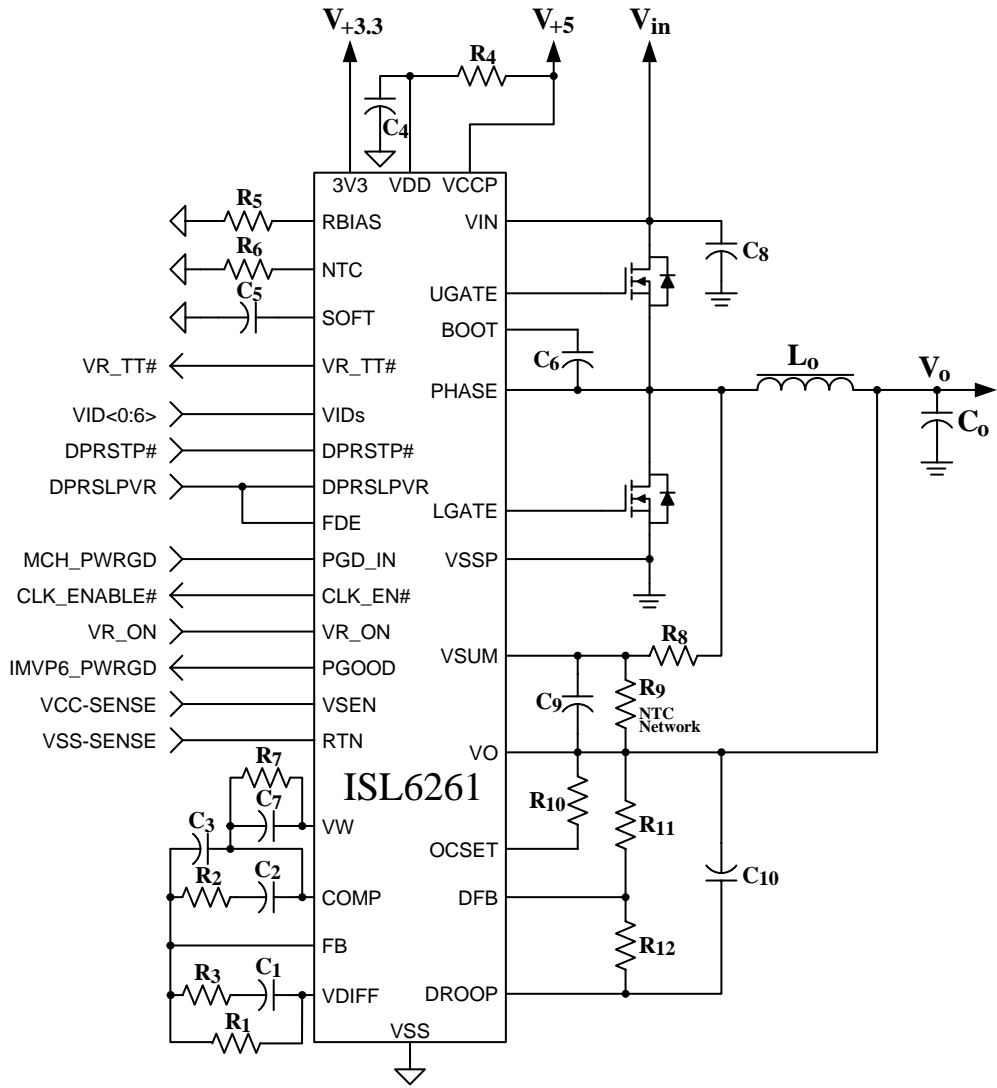 V+3.3
V+5
Vin
R4
C4
3V3
VDD
VCCP
R5
RBIAS
VIN
C8
R6
NTC
UGATE
C5
SOFT
BOOT
C6
VR_TT#
VR_TT#
PHASE
Lo
Vo
Co
VID<0:6>
VIDs
DPRSTP#
DPRSTP#
DPRSLPVR
DPRSLPVR
LGATE
FDE
MCH_PWRGD
PGD_IN
VSSP
CLK_ENABLE#
CLK_EN#
VR_ON
VR_ON
R8
VSUM
IMVP6_PWRGD
PGOOD
R9
NTC
Network
C9
VCC-SENSE
VSEN
VSS-SENSE
RTN
VO
R7
ISL6261
C7
R10
R11
C3
VW
OCSET
R2
C2
COMP
DFB
C10
FB
R12
R3
C1
VDIFF
DROOP
R1
VSS